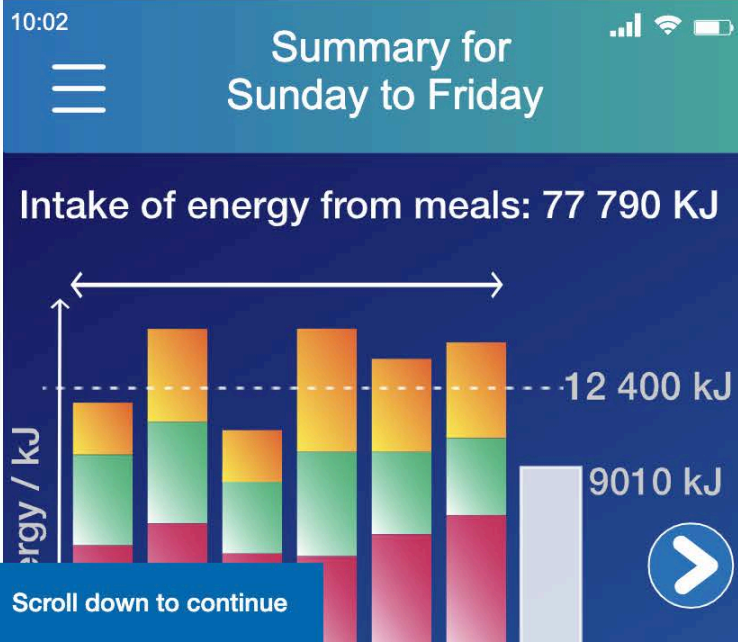 10:02
Summary for
Sunday to Friday
Intake of energy from meals: 77 790 KJ
12 400 kJ
9010 kJ
ergy / kJ
Scroll down to continue